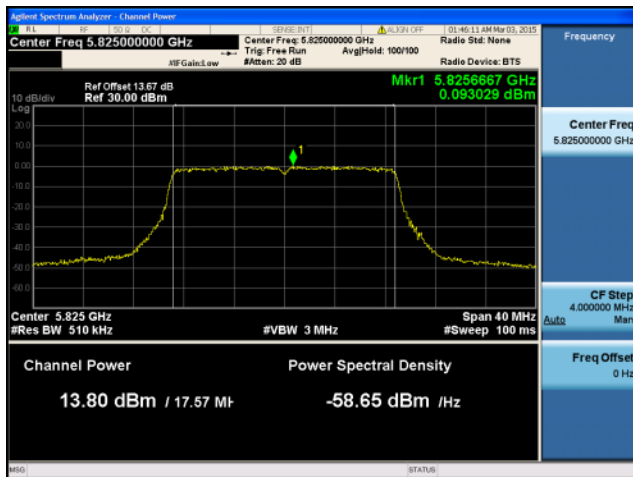 Agilent Spectrum Analyzer - Channel Power
RL RF 50 Ω DC SENSE:INT ALIGN OFF 01:46:11 AM Mar 03, 2015
Center Freq 5.825000000 GHz
Center Freq: 5.825000000 GHz
Radio Std: None
Trig: Free Run Avg|Hold: 100/100
#IFGain:Low #Atten: 20 dB Radio Device: BTS
Frequency
Ref Offset 13.67 dB
10 dB/div Ref 30.00 dBm
Mkr1 5.8256667 GHz
0.093029 dBm
Log
20.0
10.0
0.00
-10.0
-20.0
-30.0
-40.0
-50.0
-60.0
1
Center 5.825 GHz Span 40 MHz
#Res BW 510 kHz #VBW 3 MHz #Sweep 100 ms
Channel Power Power Spectral Density
13.80 dBm / 17.57 MH -58.65 dBm /Hz
Center Freq
5.825000000 GHz
CF Step
4.000000 MHz
Auto Man
Freq Offset
0 Hz
MSG STATUS